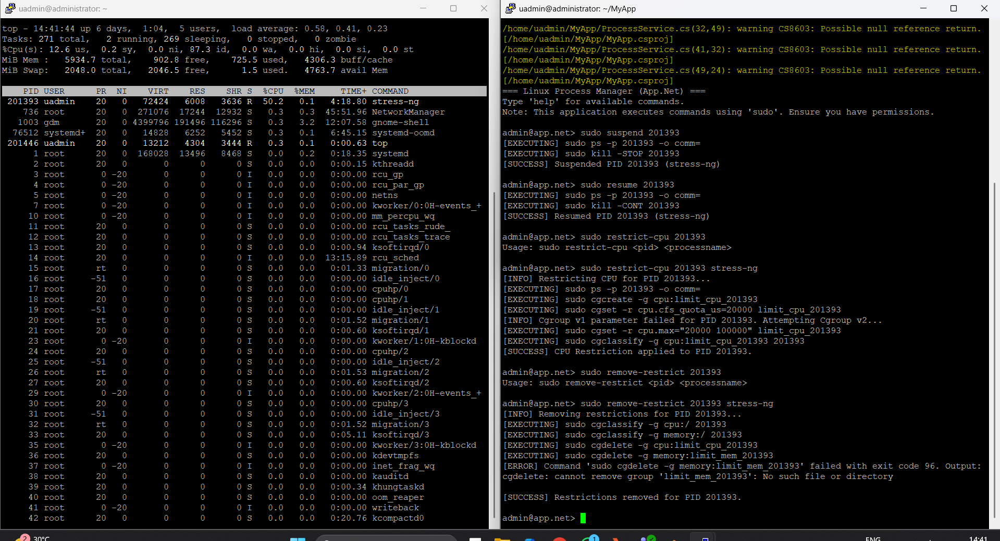 uadmin@administrator: ~
top - 14:41:44 up 6 days,  1:04,  5 users,  load average: 0.58, 0.41, 0.23
Tasks: 271 total,   2 running, 269 sleeping,   0 stopped,   0 zombie
%Cpu(s): 12.6 us,  0.2 sy,  0.0 ni, 87.3 id,  0.0 wa,  0.0 hi,  0.0 si,  0.0 st
MiB Mem :   5934.7 total,    902.8 free,    725.5 used,   4306.3 buff/cache
MiB Swap:   2048.0 total,   2046.5 free,      1.5 used.   4763.7 avail Mem
PID USER      PR  NI    VIRT    RES    SHR S  %CPU  %MEM     TIME+ COMMAND
201393 uadmin    20   0   72424   6008   3636 R  50.2   0.1   4:18.80 stress-ng
736 root      20   0  271076  17244  12932 S   0.3   0.3  45:51.96 NetworkManager
1003 gdm       20   0 4399796 191496 116296 S   0.3   3.2  12:07.58 gnome-shell
76512 systemd+  20   0   14828   6252   5452 S   0.3   0.1   6:45.15 systemd-oomd
201446 uadmin    20   0   13212   4304   3444 R   0.3   0.1   0:00.63 top
1 root      20   0  168028  13496   8468 S   0.0   0.2   0:18.35 systemd
2 root      20   0       0      0      0 S   0.0   0.0   0:00.15 kthreadd
3 root       0 -20       0      0      0 I   0.0   0.0   0:00.00 rcu_gp
4 root       0 -20       0      0      0 I   0.0   0.0   0:00.00 rcu_par_gp
5 root       0 -20       0      0      0 I   0.0   0.0   0:00.00 netns
7 root       0 -20       0      0      0 I   0.0   0.0   0:00.00 kworker/0:0H-events_+
10 root       0 -20       0      0      0 I   0.0   0.0   0:00.00 mm_percpu_wq
11 root      20   0       0      0      0 S   0.0   0.0   0:00.00 rcu_tasks_rude_
12 root      20   0       0      0      0 S   0.0   0.0   0:00.00 rcu_tasks_trace
13 root      20   0       0      0      0 S   0.0   0.0   0:00.94 ksoftirqd/0
14 root      20   0       0      0      0 I   0.0   0.0  13:15.89 rcu_sched
15 root      rt   0       0      0      0 S   0.0   0.0   0:01.33 migration/0
16 root     -51   0       0      0      0 S   0.0   0.0   0:00.00 idle_inject/0
17 root      20   0       0      0      0 S   0.0   0.0   0:00.00 cpuhp/0
18 root      20   0       0      0      0 S   0.0   0.0   0:00.00 cpuhp/1
19 root     -51   0       0      0      0 S   0.0   0.0   0:00.00 idle_inject/1
20 root      rt   0       0      0      0 S   0.0   0.0   0:01.52 migration/1
21 root      20   0       0      0      0 S   0.0   0.0   0:00.60 ksoftirqd/1
23 root       0 -20       0      0      0 I   0.0   0.0   0:00.00 kworker/1:0H-kblockd
24 root      20   0       0      0      0 S   0.0   0.0   0:00.00 cpuhp/2
25 root     -51   0       0      0      0 S   0.0   0.0   0:00.00 idle_inject/2
26 root      rt   0       0      0      0 S   0.0   0.0   0:01.53 migration/2
27 root      20   0       0      0      0 S   0.0   0.0   0:00.60 ksoftirqd/2
29 root       0 -20       0      0      0 I   0.0   0.0   0:00.00 kworker/2:0H-events_+
30 root      20   0       0      0      0 S   0.0   0.0   0:00.00 cpuhp/3
31 root     -51   0       0      0      0 S   0.0   0.0   0:00.00 idle_inject/3
32 root      rt   0       0      0      0 S   0.0   0.0   0:01.52 migration/3
33 root      20   0       0      0      0 S   0.0   0.0   0:05.11 ksoftirqd/3
35 root       0 -20       0      0      0 I   0.0   0.0   0:00.00 kworker/3:0H-kblockd
36 root      20   0       0      0      0 S   0.0   0.0   0:00.00 kdevtmpfs
37 root       0 -20       0      0      0 I   0.0   0.0   0:00.00 inet_frag_wq
38 root      20   0       0      0      0 S   0.0   0.0   0:00.00 kauditd
39 root      20   0       0      0      0 S   0.0   0.0   0:00.34 khungtaskd
40 root      20   0       0      0      0 S   0.0   0.0   0:00.00 oom_reaper
41 root       0 -20       0      0      0 I   0.0   0.0   0:00.00 writeback
42 root      20   0       0      0      0 S   0.0   0.0   0:20.76 kcompactd0
uadmin@administrator: ~/MyApp
/home/uadmin/MyApp/ProcessService.cs(32,49): warning CS8603: Possible null reference return.
[/home/uadmin/MyApp/MyApp.csproj]
/home/uadmin/MyApp/ProcessService.cs(41,32): warning CS8603: Possible null reference return.
[/home/uadmin/MyApp/MyApp.csproj]
/home/uadmin/MyApp/ProcessService.cs(49,24): warning CS8603: Possible null reference return.
[/home/uadmin/MyApp/MyApp.csproj]
=== Linux Process Manager (App.Net) ===
Type 'help' for available commands.
Note: This application executes commands using 'sudo'. Ensure you have permissions.
admin@app.net> sudo suspend 201393
[EXECUTING] sudo ps -p 201393 -o comm=
[EXECUTING] sudo kill -STOP 201393
[SUCCESS] Suspended PID 201393 (stress-ng)
admin@app.net> sudo resume 201393
[EXECUTING] sudo ps -p 201393 -o comm=
[EXECUTING] sudo kill -CONT 201393
[SUCCESS] Resumed PID 201393 (stress-ng)
admin@app.net> sudo restrict-cpu 201393
Usage: sudo restrict-cpu <pid> <processname>
admin@app.net> sudo restrict-cpu 201393 stress-ng
[INFO] Restricting CPU for PID 201393...
[EXECUTING] sudo ps -p 201393 -o comm=
[EXECUTING] sudo cgcreate -g cpu:limit_cpu_201393
[EXECUTING] sudo cgset -r cpu.cfs_quota_us=20000 limit_cpu_201393
[INFO] Cgroup v1 parameter failed for PID 201393. Attempting Cgroup v2...
[EXECUTING] sudo cgset -r cpu.max="20000 100000" limit_cpu_201393
[EXECUTING] sudo cgclassify -g cpu:limit_cpu_201393 201393
[SUCCESS] CPU Restriction applied to PID 201393.
admin@app.net> sudo remove-restrict 201393
Usage: sudo remove-restrict <pid> <processname>
admin@app.net> sudo remove-restrict 201393 stress-ng
[INFO] Removing restrictions for PID 201393...
[EXECUTING] sudo cgclassify -g cpu:/ 201393
[EXECUTING] sudo cgclassify -g memory:/ 201393
[EXECUTING] sudo cgdelete -g cpu:limit_cpu_201393
[EXECUTING] sudo cgdelete -g memory:limit_mem_201393
[ERROR] Command 'sudo cgdelete -g memory:limit_mem_201393' failed with exit code 96. Output:
cgdelete: cannot remove group 'limit_mem_201393': No such file or directory
[SUCCESS] Restrictions removed for PID 201393.
admin@app.net>
2
30°C
1
ENG
14:41